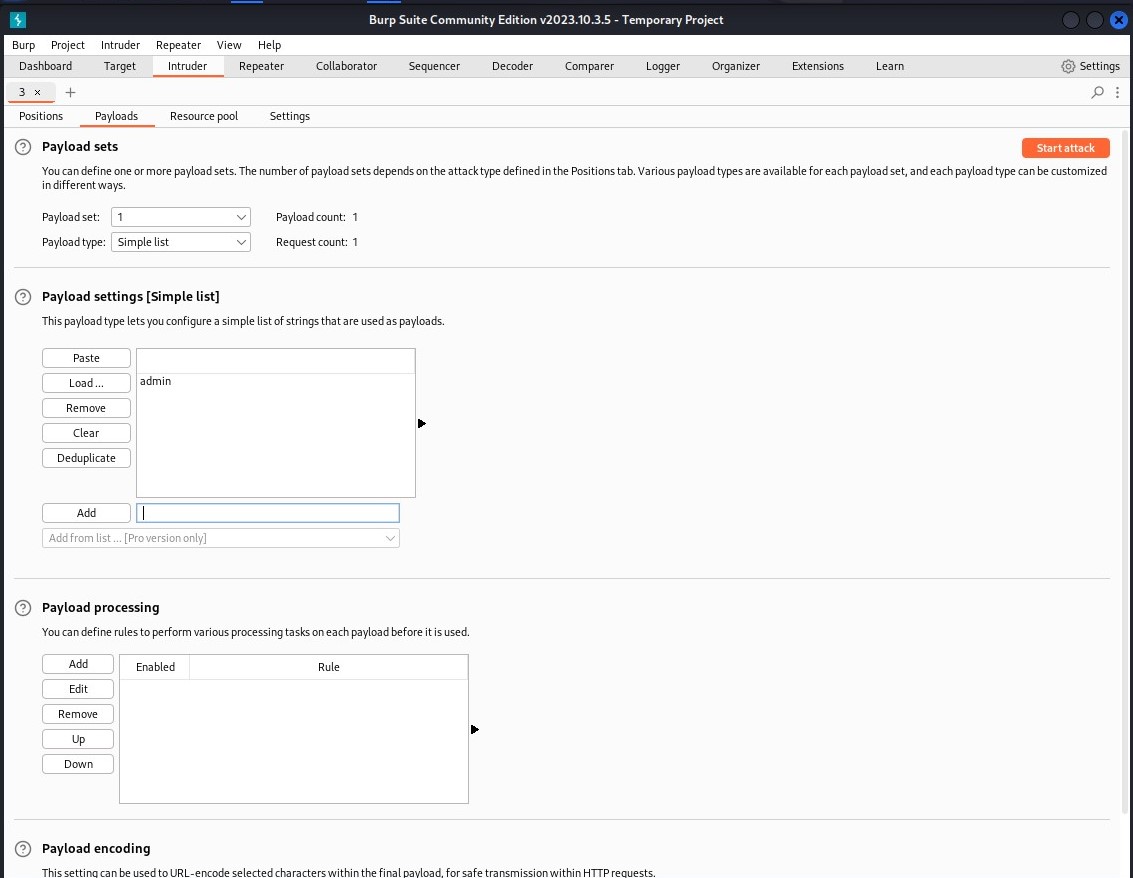 Burp Suite Community Edition v2023.10.3.5 - Temporary Project
Burp Project Intruder Repeater View Help
Dashboard Target Intruder Repeater Collaborator Sequencer Decoder Comparer Logger Organizer Extensions Learn Settings
3 × +
Positions Payloads Resource pool Settings
? Payload sets Start attack
You can define one or more payload sets. The number of payload sets depends on the attack type defined in the Positions tab. Various payload types are available for each payload set, and each payload type can be customized
in different ways.
Payload set: 1 Payload count: 1
Payload type: Simple list Request count: 1
? Payload settings [Simple list]
This payload type lets you configure a simple list of strings that are used as payloads.
Paste
Load ... admin
Remove
Clear
Deduplicate
Add
Add from list ... [Pro version only]
? Payload processing
You can define rules to perform various processing tasks on each payload before it is used.
Add Enabled Rule
Edit
Remove
Up
Down
? Payload encoding
This setting can be used to URL-encode selected characters within the final payload, for safe transmission within HTTP requests.